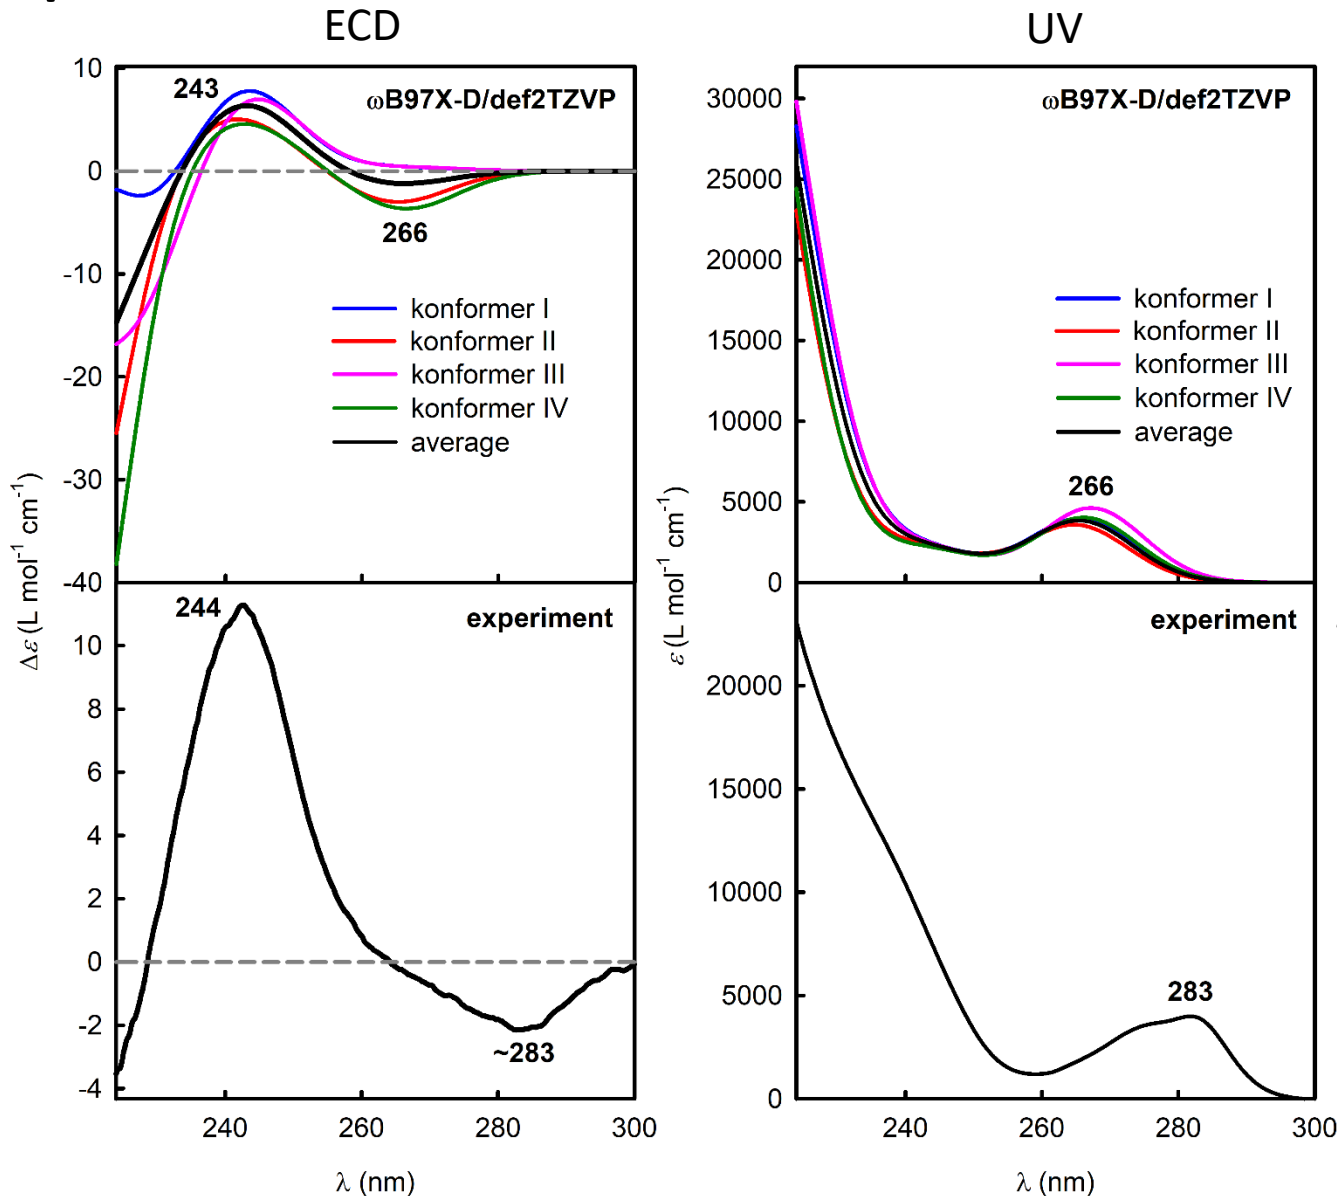 ECD
UV
10
0
-10
-20
-30
-40
243
ωB97X-D/def2TZVP
266
konformer I
konformer II
konformer III
konformer IV
average
30000
25000
20000
15000
10000
5000
0
ωB97X-D/def2TZVP
konformer I
konformer II
konformer III
konformer IV
average
266
Δε (L mol⁻¹ cm⁻¹)
ε (L mol⁻¹ cm⁻¹)
10
8
6
4
2
0
-2
-4
244
experiment
~283
240
260
280
300
λ (nm)
20000
15000
10000
5000
0
experiment
283
240
260
280
300
λ (nm)